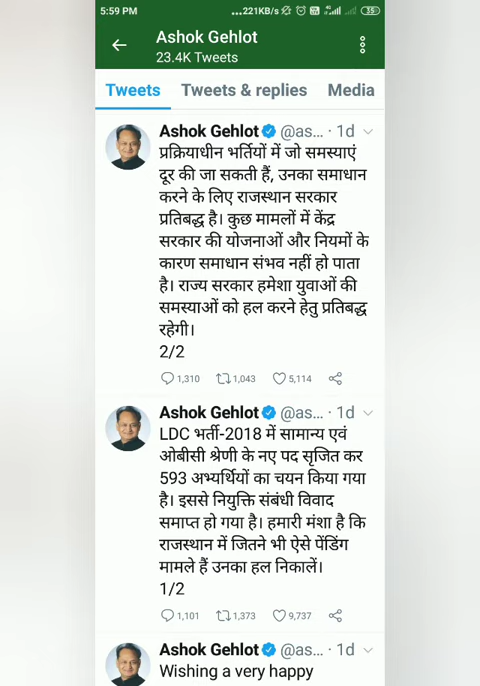 5:59 PM
...221KB/s
35
Ashok Gehlot
23.4K Tweets
Tweets Tweets & replies Media
Ashok Gehlot @as... · 1d
प्रक्रियाधीन भर्तियों में जो समस्याएं
दूर की जा सकती हैं, उनका समाधान
करने के लिए राजस्थान सरकार
प्रतिबद्ध है। कुछ मामलों में केंद्र
सरकार की योजनाओं और नियमों के
कारण समाधान संभव नहीं हो पाता
है। राज्य सरकार हमेशा युवाओं की
समस्याओं को हल करने हेतु प्रतिबद्ध
रहेगी।
2/2
1,310 1,043 5,114
Ashok Gehlot @as... · 1d
LDC भर्ती-2018 में सामान्य एवं
ओबीसी श्रेणी के नए पद सृजित कर
593 अभ्यर्थियों का चयन किया गया
है। इससे नियुक्ति संबंधी विवाद
समाप्त हो गया है। हमारी मंशा है कि
राजस्थान में जितने भी ऐसे पेंडिंग
मामले हैं उनका हल निकालें।
1/2
1,101 1,373 9,737
Ashok Gehlot @as... · 1d
Wishing a very happy